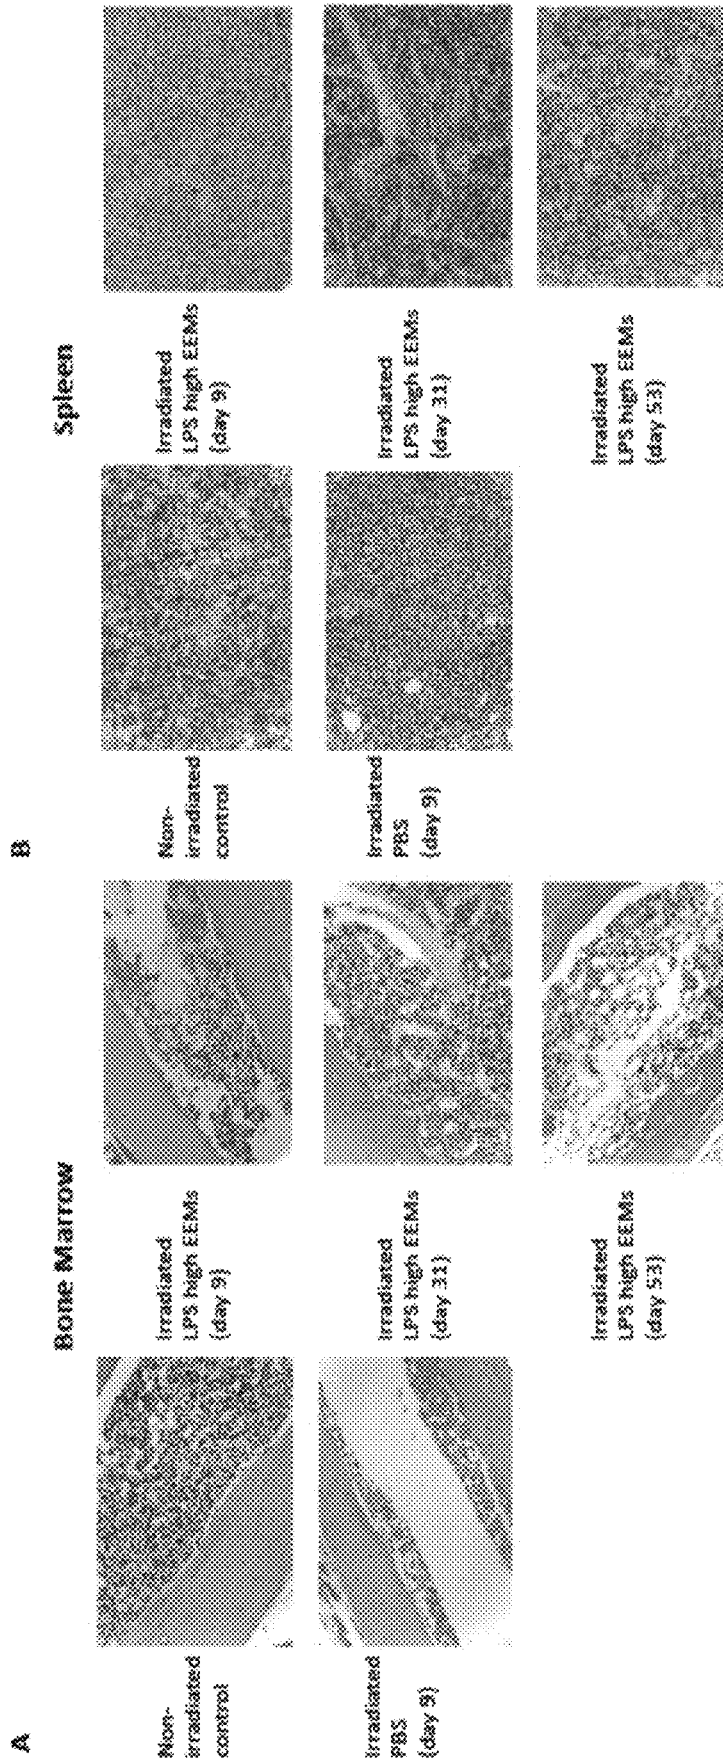 A
Bone Marrow
Non-
irradiated
control
Irradiated
LPS high EEMs
(day 9)
Irradiated
PBS
(day 9)
Irradiated
LPS high EEMs
(day 31)
Irradiated
LPS high EEMs
(day 53)
B
Spleen
Non-
irradiated
control
Irradiated
LPS high EEMs
(day 9)
Irradiated
PBS
(day 9)
Irradiated
LPS high EEMs
(day 31)
Irradiated
LPS high EEMs
(day 53)